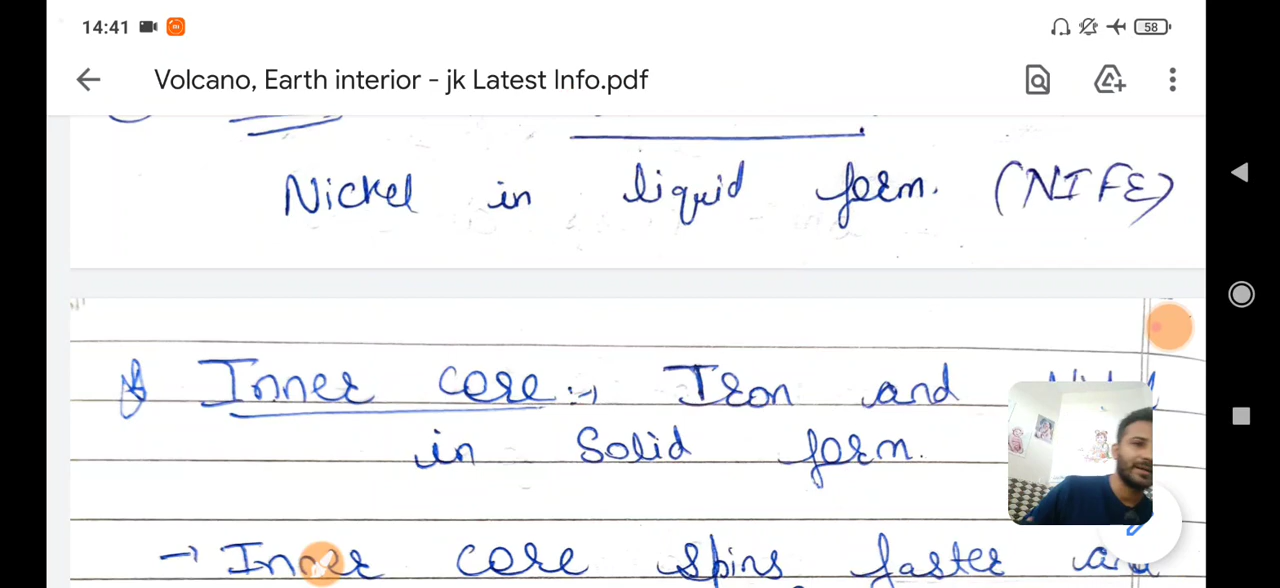 14:41 58
Volcano, Earth interior - jk Latest Info.pdf
Nickel in liquid form. (NIFE)
Inner core :→ Iron and
in Solid form.
→ Inner core spins faster and